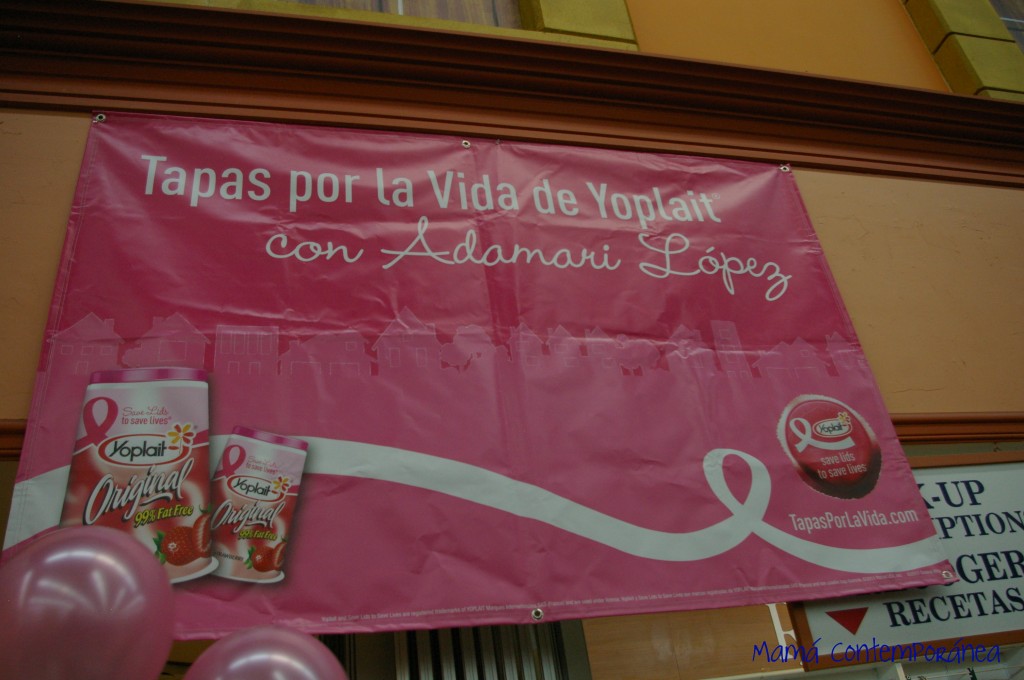 Tapas por la Vida de Yoplait®
con Adamari López
Save Lids
to save lives®
Yoplait
Original
99% Fat Free
Yoplait
Original
99% Fat Free
Yoplait
save lids
to save lives
TapasPorLaVida.com
K-UP
PTION
GER
RECETAS
Mamá Contemporánea